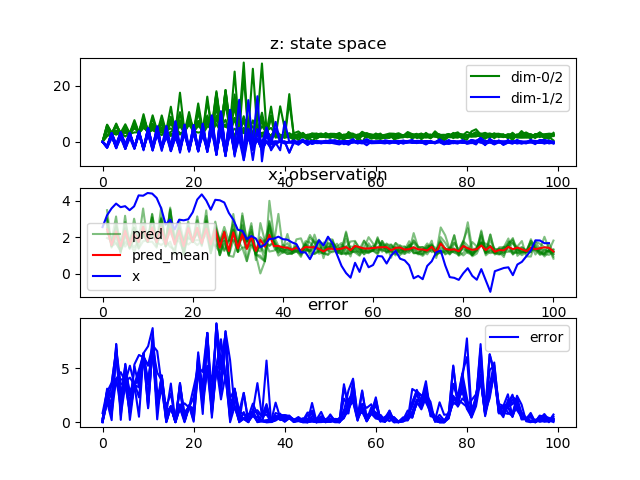 z: state space
20
0
dim-0/2
dim-1/2
0 20 40 60 80 100
x: observation
4
2
0
pred
pred_mean
x
0 20 40 60 80 100
error
5
0
error
0 20 40 60 80 100